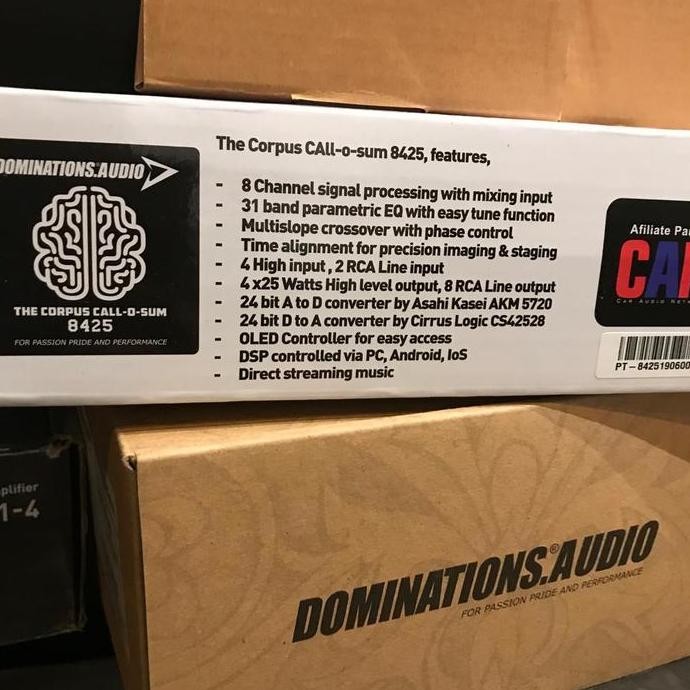 DOMINATIONS.AUDIO
THE CORPUS CALL-O-SUM
8425
FOR PASSION PRIDE AND PERFORMANCE
The Corpus CAll-o-sum 8425, features,
- 8 Channel signal processing with mixing input
- 31 band parametric EQ with easy tune function
- Multislope crossover with phase control
- Time alignment for precision imaging & staging
- 4 High input , 2 RCA Line input
- 4 x25 Watts High level output, 8 RCA Line output
- 24 bit A to D converter by Asahi Kasei AKM 5720
- 24 bit D to A converter by Cirrus Logic CS42528
- OLED Controller for easy access
- DSP controlled via PC, Android, IoS
- Direct streaming music
Afiliate Pa
CA
CAR AUDIO NET
PT-8425190600
plifier
1-4
DOMINATIONS.®AUDIO
FOR PASSION PRIDE AND PERFORMANCE